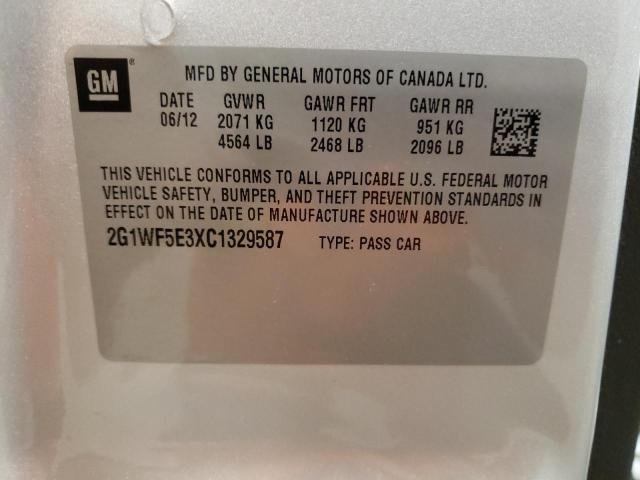 GM ® MFD BY GENERAL MOTORS OF CANADA LTD.
DATE GVWR GAWR FRT GAWR RR
06/12 2071 KG 1120 KG 951 KG
4564 LB 2468 LB 2096 LB
THIS VEHICLE CONFORMS TO ALL APPLICABLE U.S. FEDERAL MOTOR
VEHICLE SAFETY, BUMPER, AND THEFT PREVENTION STANDARDS IN
EFFECT ON THE DATE OF MANUFACTURE SHOWN ABOVE.
2G1WF5E3XC1329587 TYPE: PASS CAR